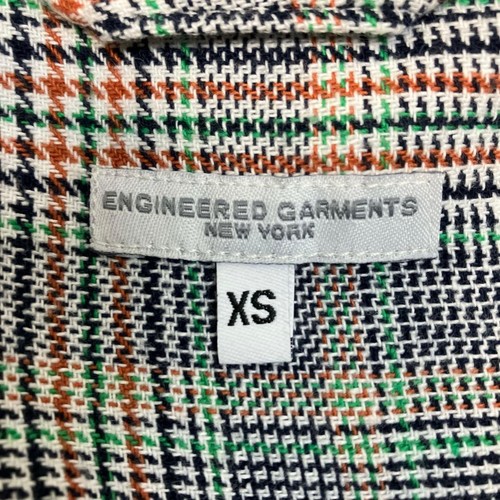 ENGINEERED GARMENTS
NEW YORK
XS